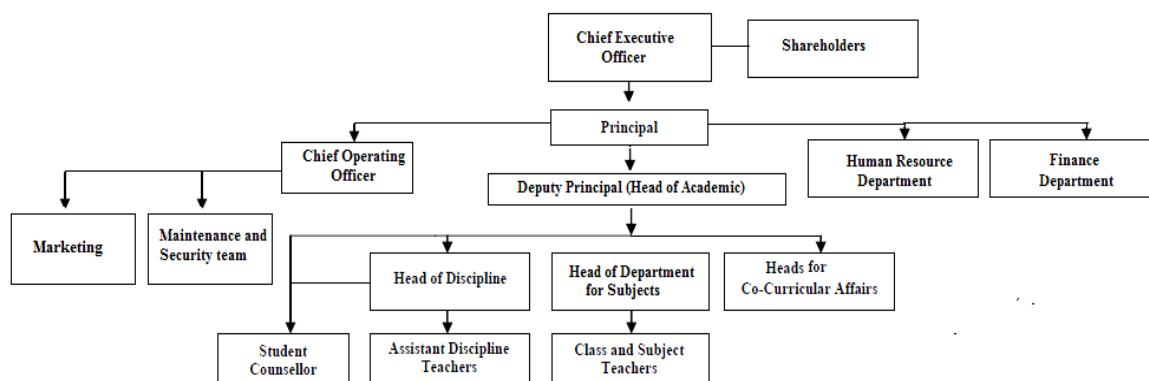 Chief Executive
Officer
Shareholders
Principal
Chief Operating
Officer
Human Resource
Department
Finance
Department
Deputy Principal (Head of Academic)
Marketing
Maintenance and
Security team
Head of Discipline
Head of Department
for Subjects
Heads for
Co-Curricular Affairs
Student
Counsellor
Assistant Discipline
Teachers
Class and Subject
Teachers